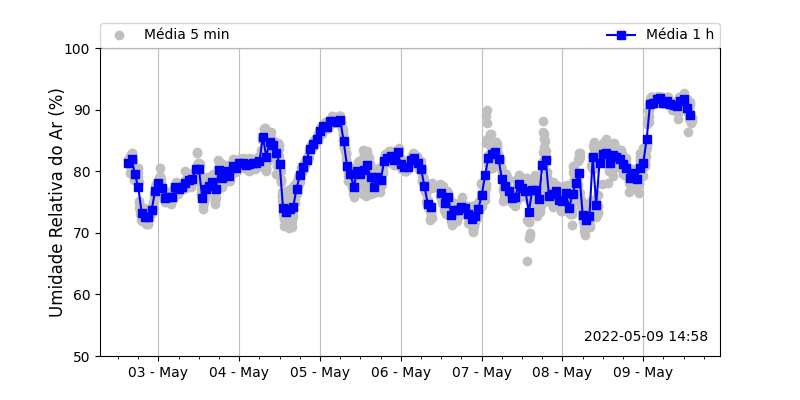 Média 5 min
Média 1 h
Umidade Relativa do Ar (%)
100
90
80
70
60
50
2022-05-09 14:58
03 - May
04 - May
05 - May
06 - May
07 - May
08 - May
09 - May